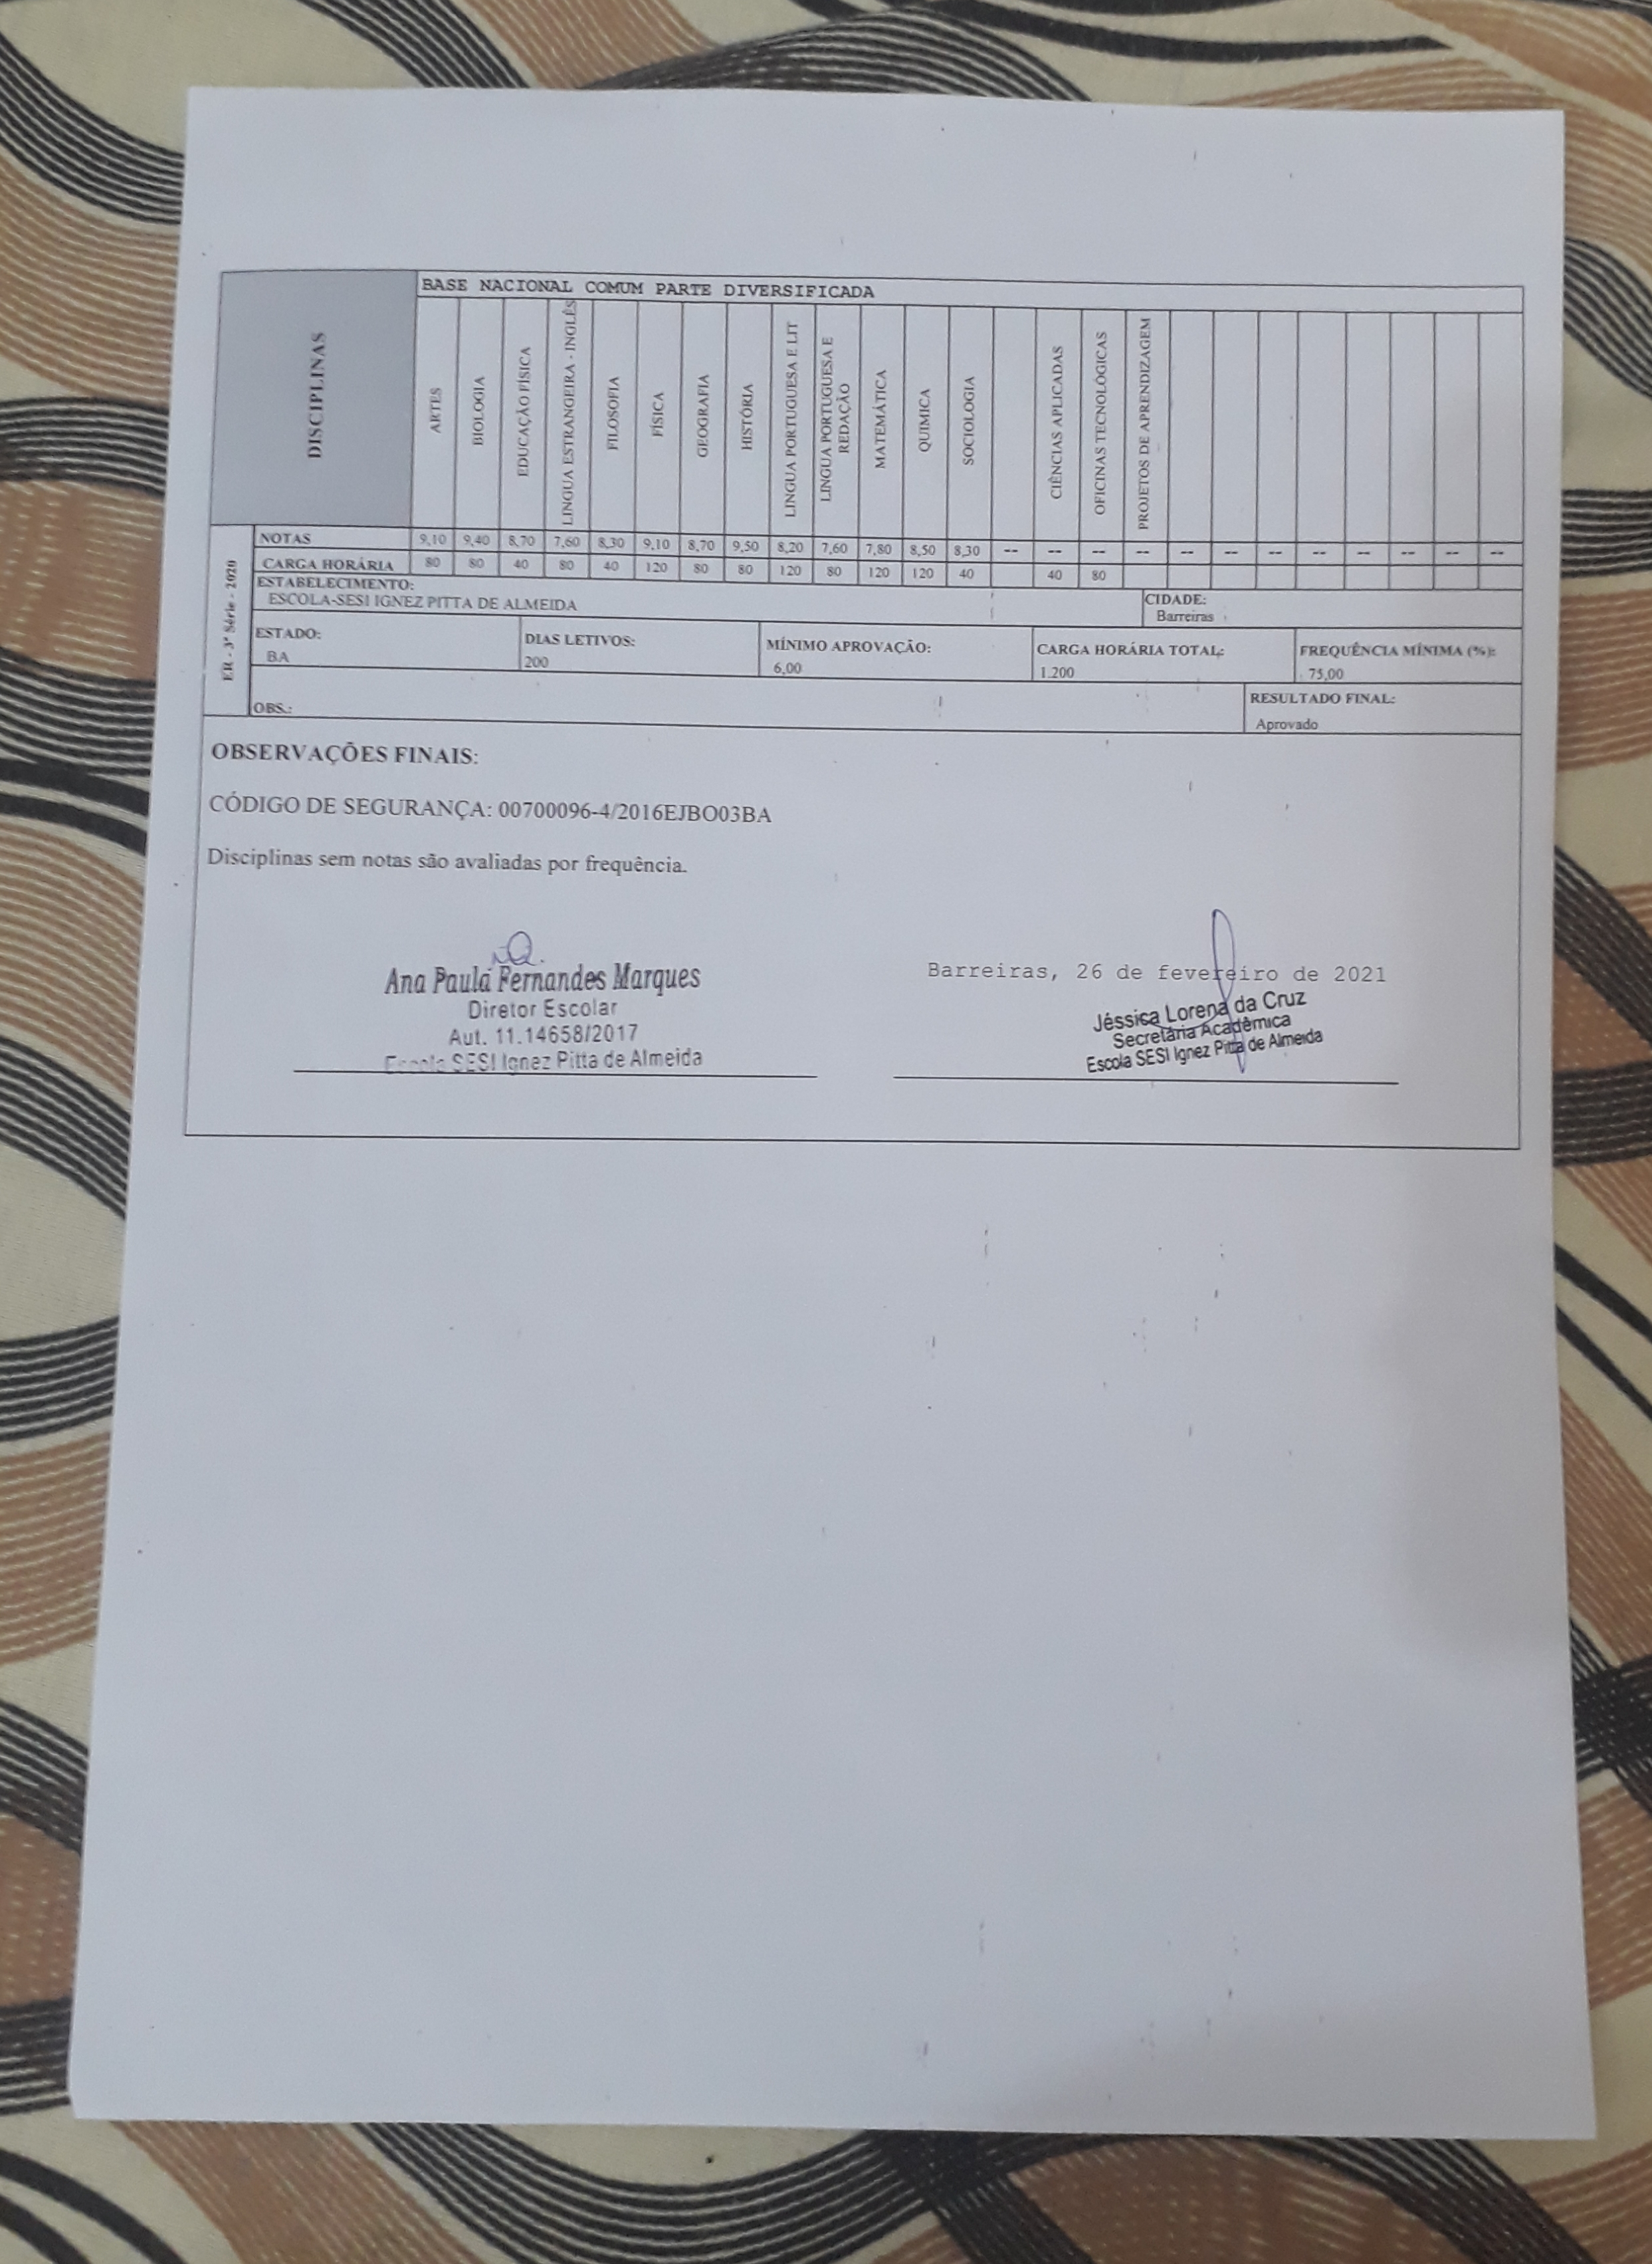 BASE NACIONAL COMUM PARTE DIVERSIFICADA
DISCIPLINAS
ARTES
BIOLOGIA
EDUCAÇÃO FÍSICA
LINGUA ESTRANGEIRA - INGLÊS
FILOSOFIA
FÍSICA
GEOGRAFIA
HISTÓRIA
LINGUA PORTUGUESA E LIT
LINGUA PORTUGUESA E
REDAÇÃO
MATEMÁTICA
QUIMICA
SOCIOLOGIA
CIÊNCIAS APLICADAS
OFICINAS TECNOLÓGICAS
PROJETOS DE APRENDIZAGEM
ER - 3ª Série - 2020
NOTAS 9,10 9,40 8,70 7,60 8,30 9,10 8,70 9,50 8,20 7,60 7,80 8,50 8,30 -- -- -- -- -- -- -- -- -- -- -- --
CARGA HORÁRIA 80 80 40 80 40 120 80 80 120 80 120 120 40 40 80
ESTABELECIMENTO: CIDADE:
ESCOLA-SESI IGNEZ PITTA DE ALMEIDA Barreiras
ESTADO: DIAS LETIVOS: MÍNIMO APROVAÇÃO: CARGA HORÁRIA TOTAL: FREQUÊNCIA MÍNIMA (%):
BA 200 6,00 1.200 75,00
OBS.: RESULTADO FINAL:
Aprovado
OBSERVAÇÕES FINAIS:
CÓDIGO DE SEGURANÇA: 00700096-4/2016EJBO03BA
Disciplinas sem notas são avaliadas por frequência.
Ana Paula Fernandes Marques
Diretor Escolar
Aut. 11.14658/2017
Escola SESI Ignez Pitta de Almeida
Barreiras, 26 de fevereiro de 2021
Jéssica Lorena da Cruz
Secretária Acadêmica
Escola SESI Ignez Pitta de Almeida